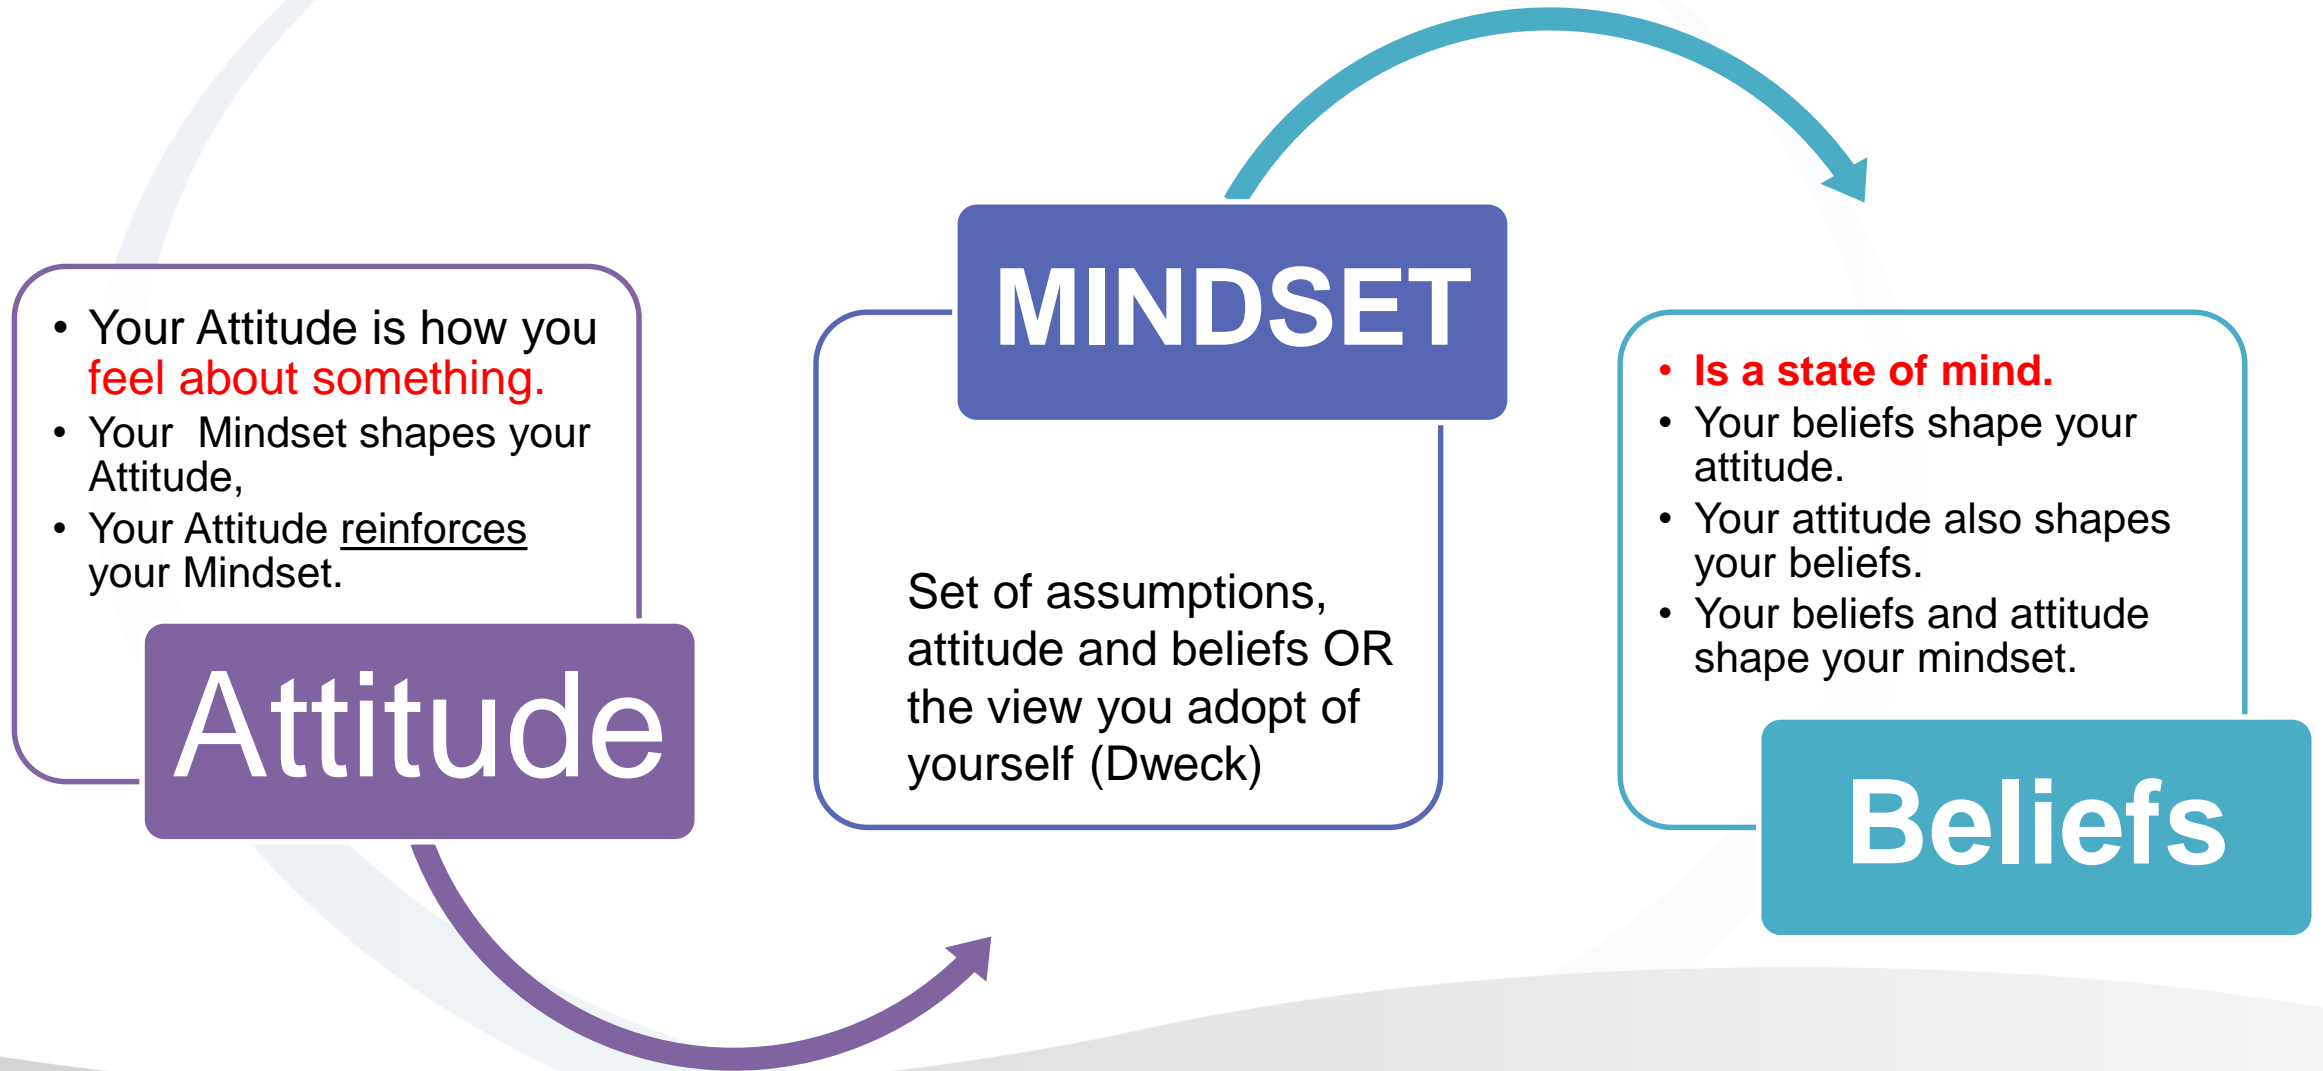 • Your Attitude is how you
feel about something.
• Your  Mindset shapes your
Attitude,
• Your Attitude reinforces
your Mindset.
Attitude
MINDSET
Set of assumptions,
attitude and beliefs OR
the view you adopt of
yourself (Dweck)
• Is a state of mind.
• Your beliefs shape your
attitude.
• Your attitude also shapes
your beliefs.
• Your beliefs and attitude
shape your mindset.
Beliefs